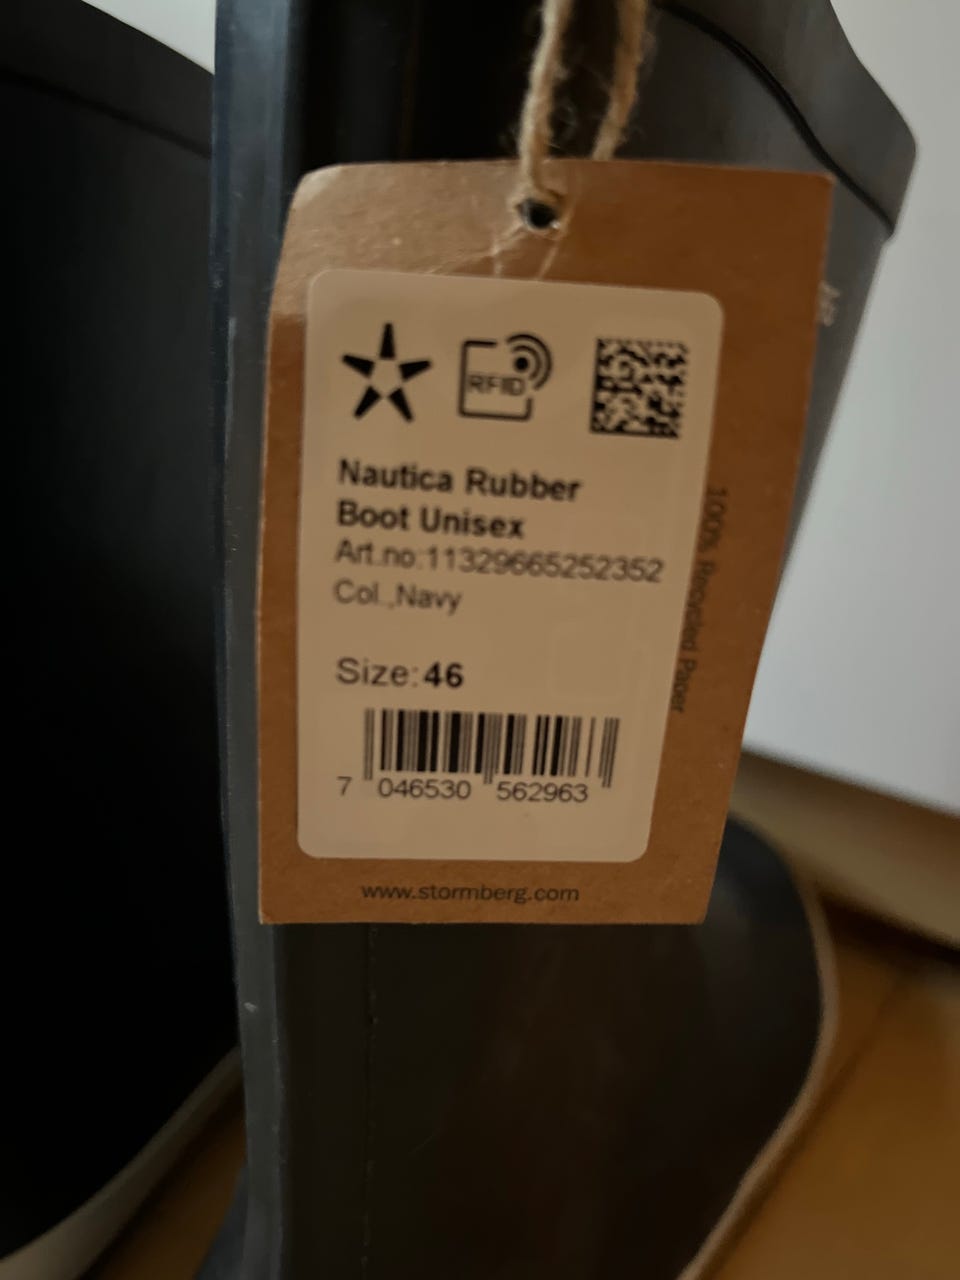 RFID
Nautica Rubber
Boot Unisex
Art.no:11329665252352
Col.,Navy
Size:46
7 046530 562963
100% Recycled Paper
www.stormberg.com